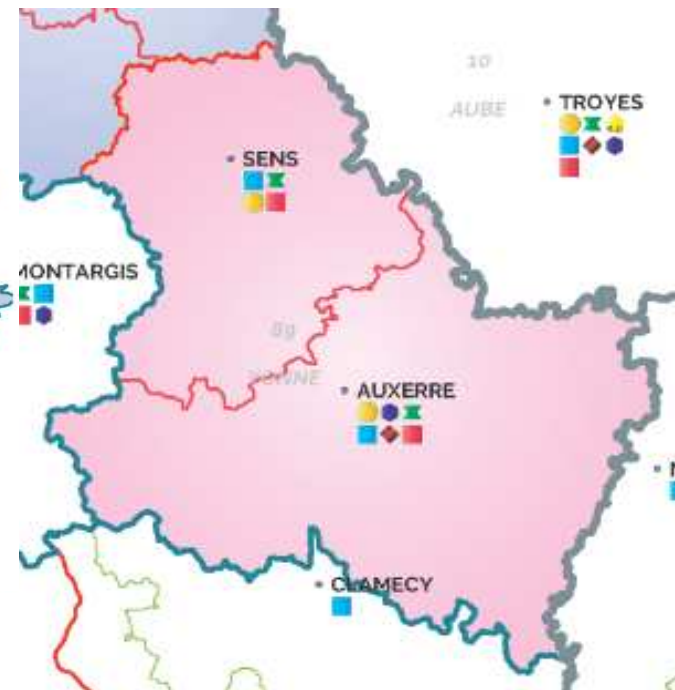 10
AUBE
TROYES
SENS
MONTARGIS
89
YONNE
AUXERRE
CLAMECY